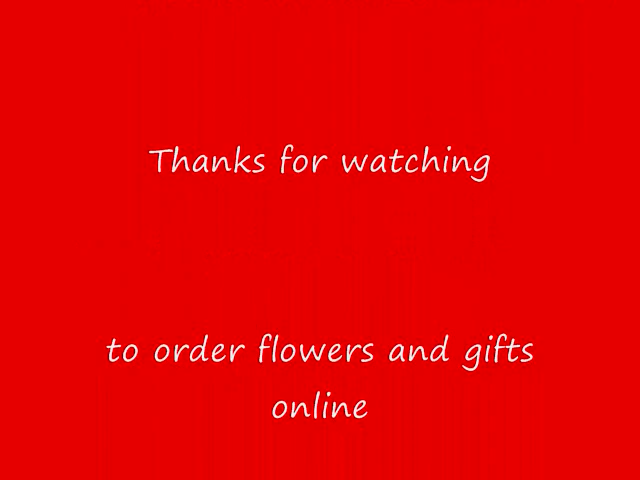 Thanks for watching
to order flowers and gifts
online